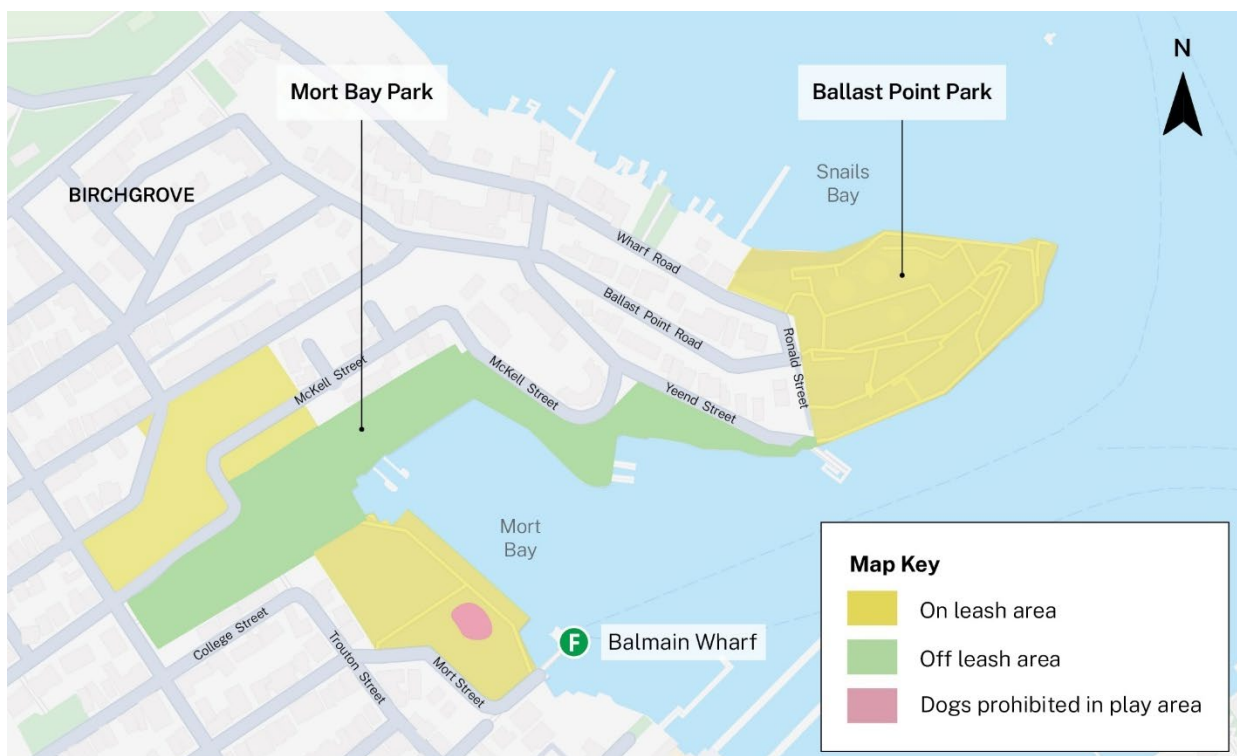 Mort Bay Park
Ballast Point Park
N
Snails
Bay
BIRCHGROVE
Wharf Road
Ballast Point Road
Ronald Street
McKell Street
McKell Street
Yeend Street
Mort
Bay
College Street
Trouton Street
Mort Street
F
Balmain Wharf
Map Key
On leash area
Off leash area
Dogs prohibited in play area